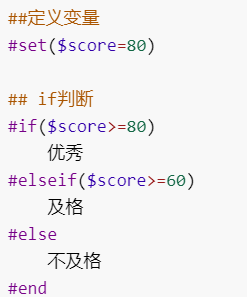 ##定义变量
#set($score=80)
## if判断
#if($score>=80)
优秀
#elseif($score>=60)
及格
#else
不及格
#end